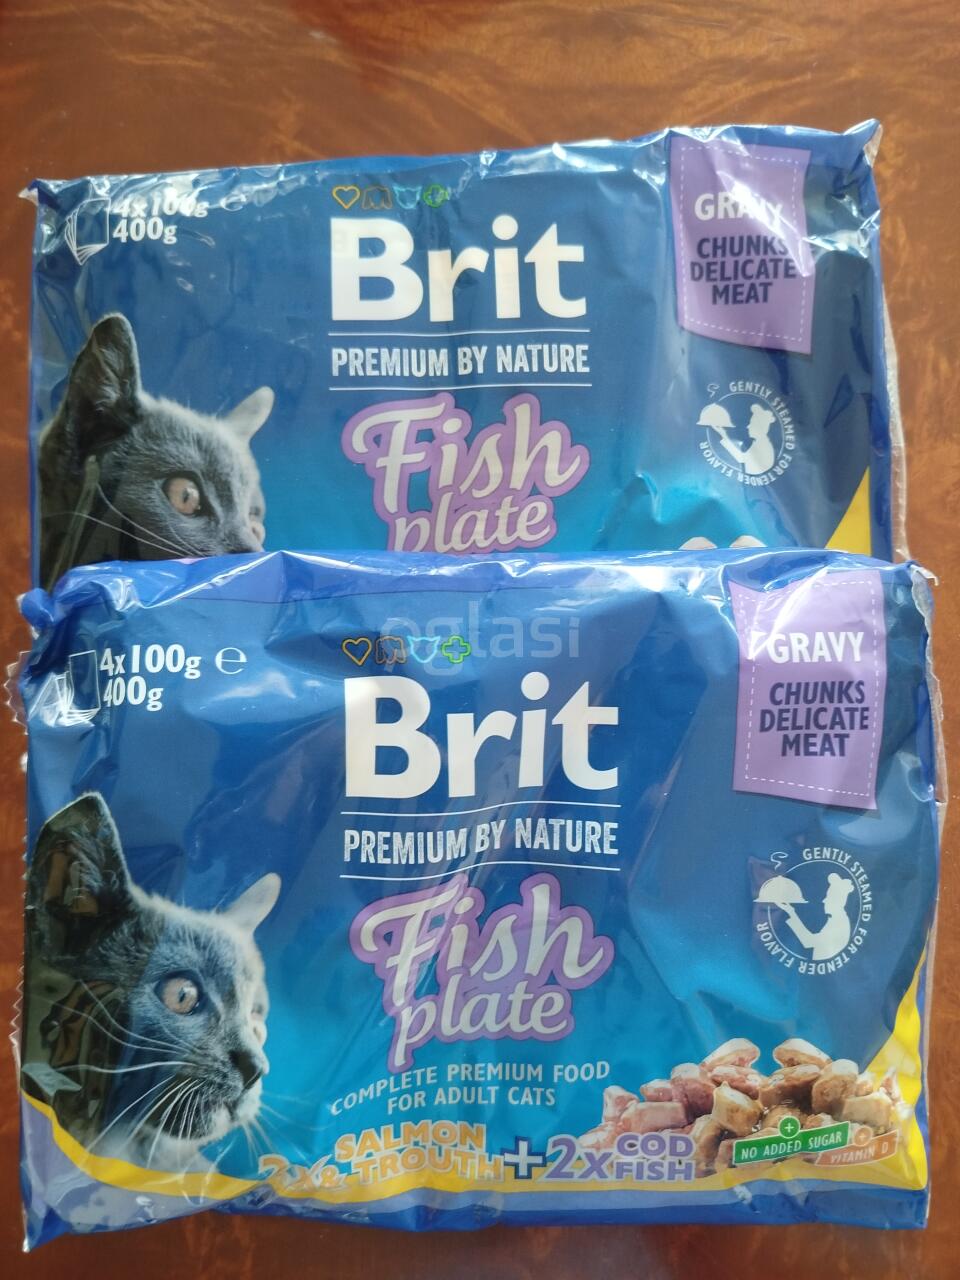 4x100g e
400g
Brit
PREMIUM BY NATURE
Fish
plate
GRAVY
CHUNKS
DELICATE
MEAT
GENTLY STEAMED FOR TENDER FLAVOR
oglasi
4x100g e
400g
Brit
PREMIUM BY NATURE
Fish
plate
GRAVY
CHUNKS
DELICATE
MEAT
GENTLY STEAMED FOR TENDER FLAVOR
COMPLETE PREMIUM FOOD
FOR ADULT CATS
2x SALMON
& TROUTH + 2x COD
FISH
+ NO ADDED SUGAR
+ VITAMIN D